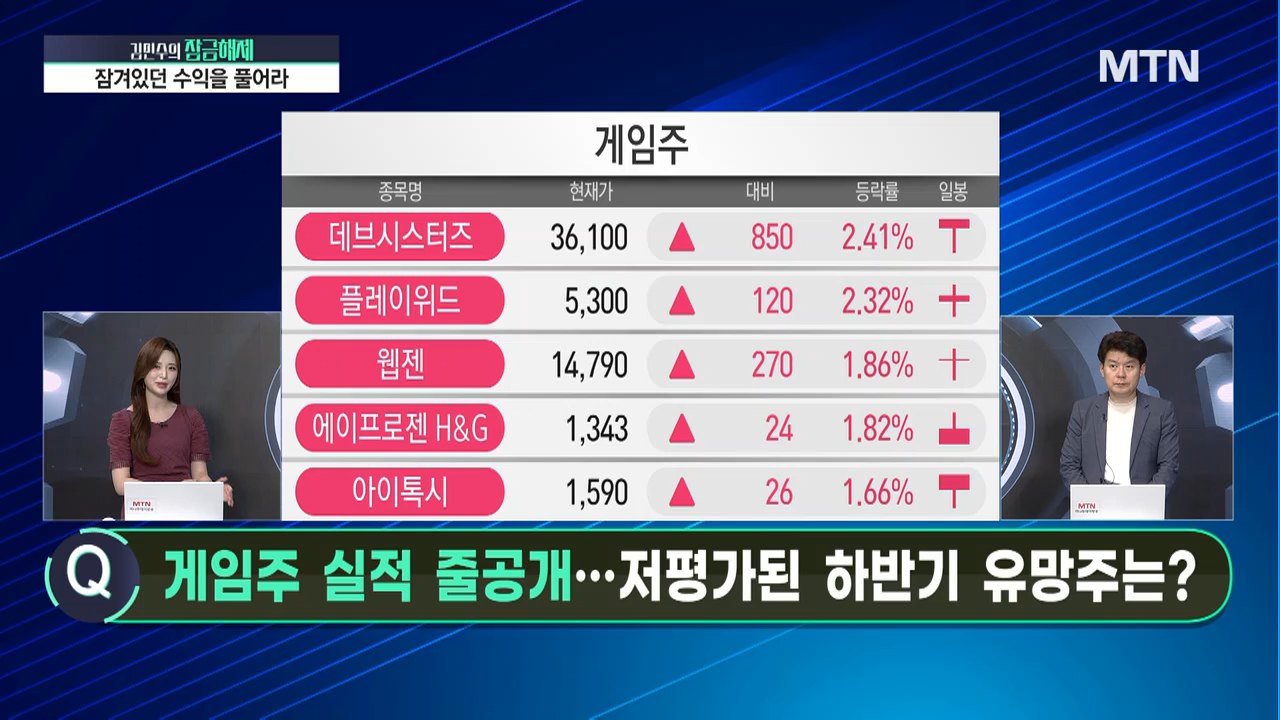 김민수의 잠금해제
잠겨있던 수익을 풀어라
MTN
게임주
종목명 현재가 대비 등락률 일봉
데브시스터즈 36,100 ▲ 850 2.41%
플레이위드 5,300 ▲ 120 2.32%
웹젠 14,790 ▲ 270 1.86%
에이프로젠 H&G 1,343 ▲ 24 1.82%
아이톡시 1,590 ▲ 26 1.66%
MTN
MTN
Q 게임주 실적 줄공개…저평가된 하반기 유망주는?